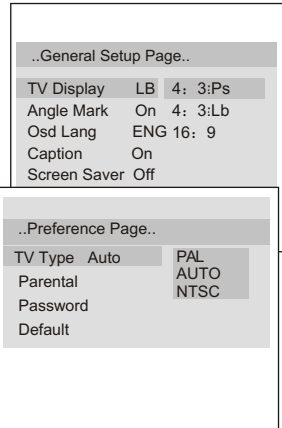 ..General Setup Page..
TV Display LB 4: 3:Ps
Angle Mark On 4: 3:Lb
Osd Lang ENG 16: 9
Caption On
Screen Saver Off
..Preference Page..
TV Type Auto PAL
AUTO
Parental NTSC
Password
Default